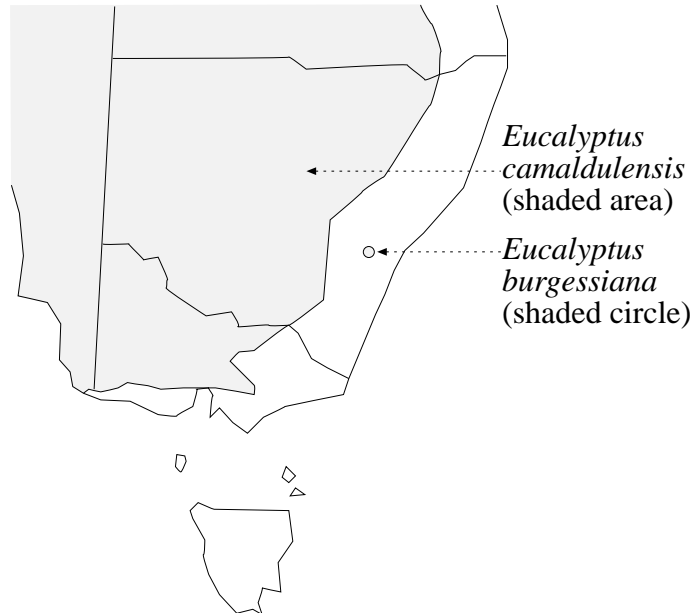 Eucalyptus
camaldulensis
(shaded area)
Eucalyptus
burgessiana
(shaded circle)